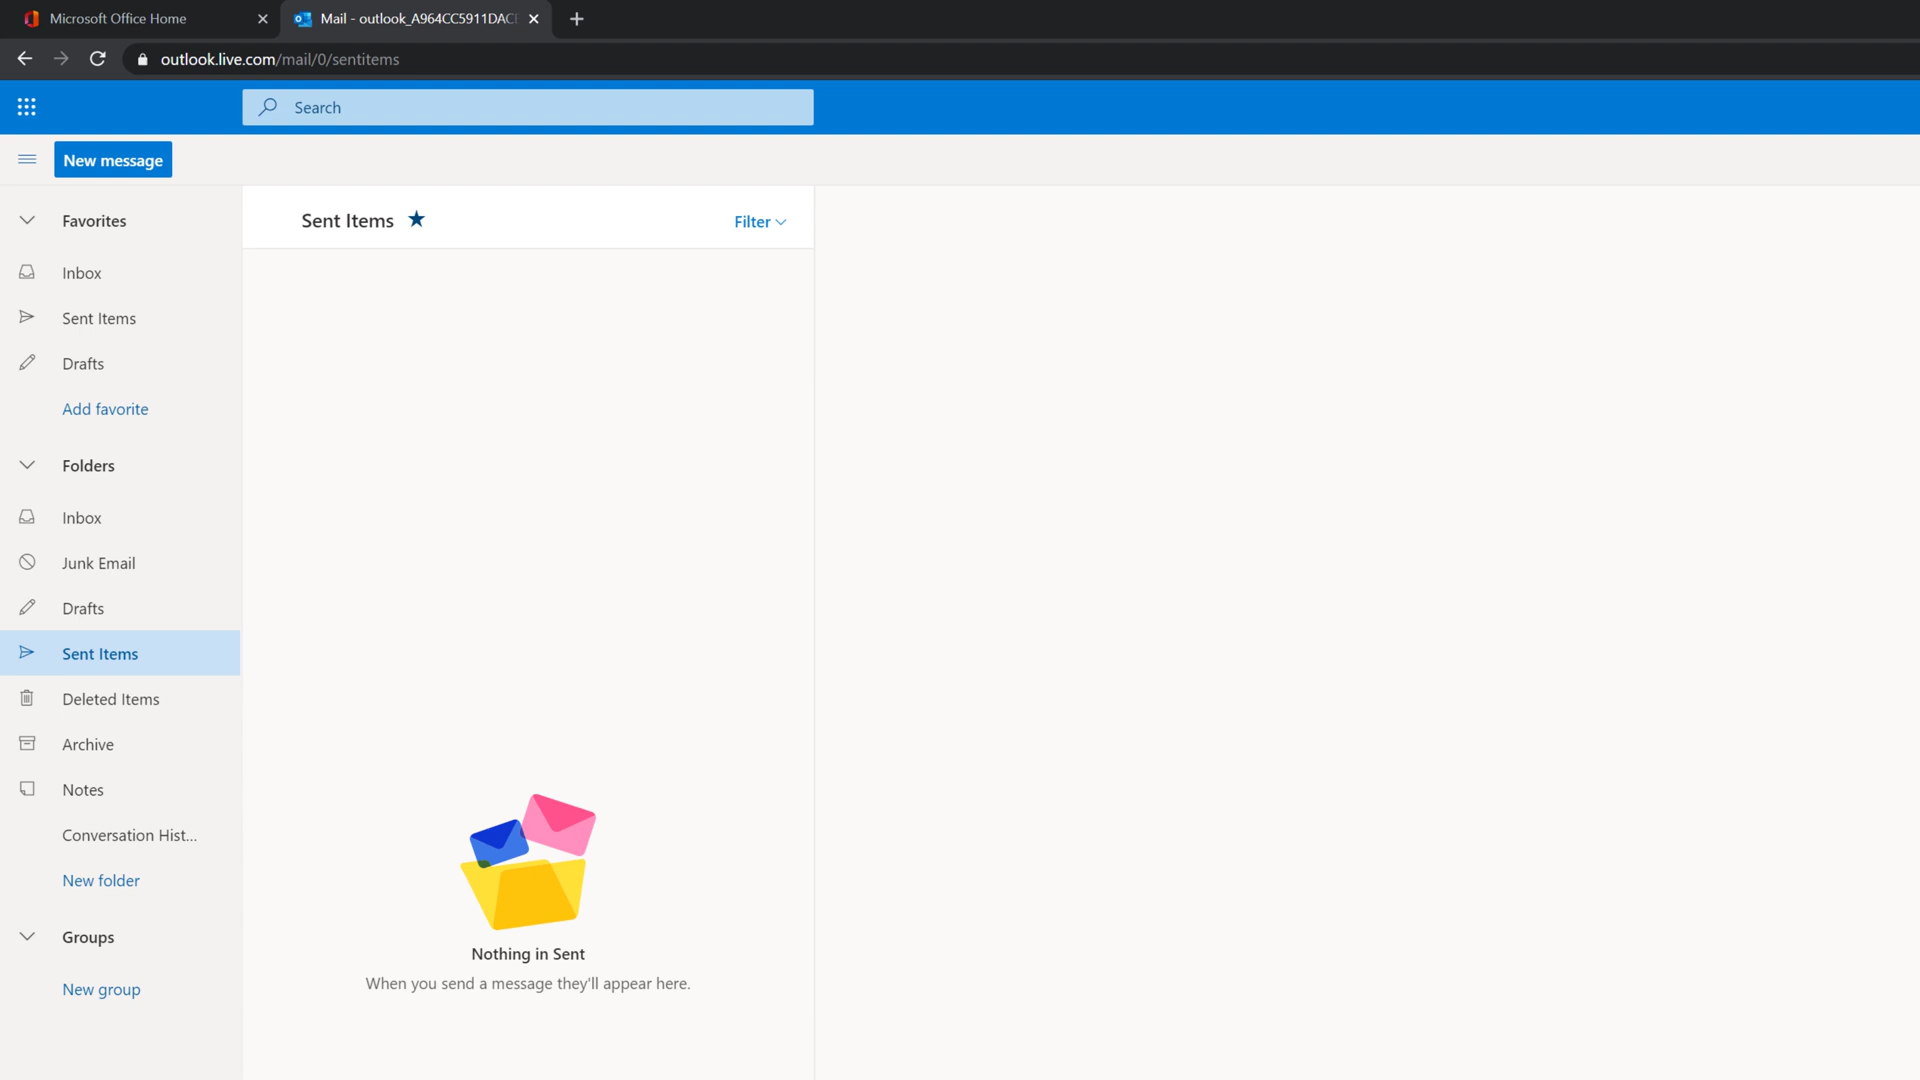 Microsoft Office Home
Mail - outlook_A964CC5911DACE
outlook.live.com/mail/0/sentitems
Search
New message
Favorites
Inbox
Sent Items
Drafts
Add favorite
Folders
Inbox
Junk Email
Drafts
Sent Items
Deleted Items
Archive
Notes
Conversation Hist...
New folder
Groups
New group
Sent Items
Filter
Nothing in Sent
When you send a message they'll appear here.